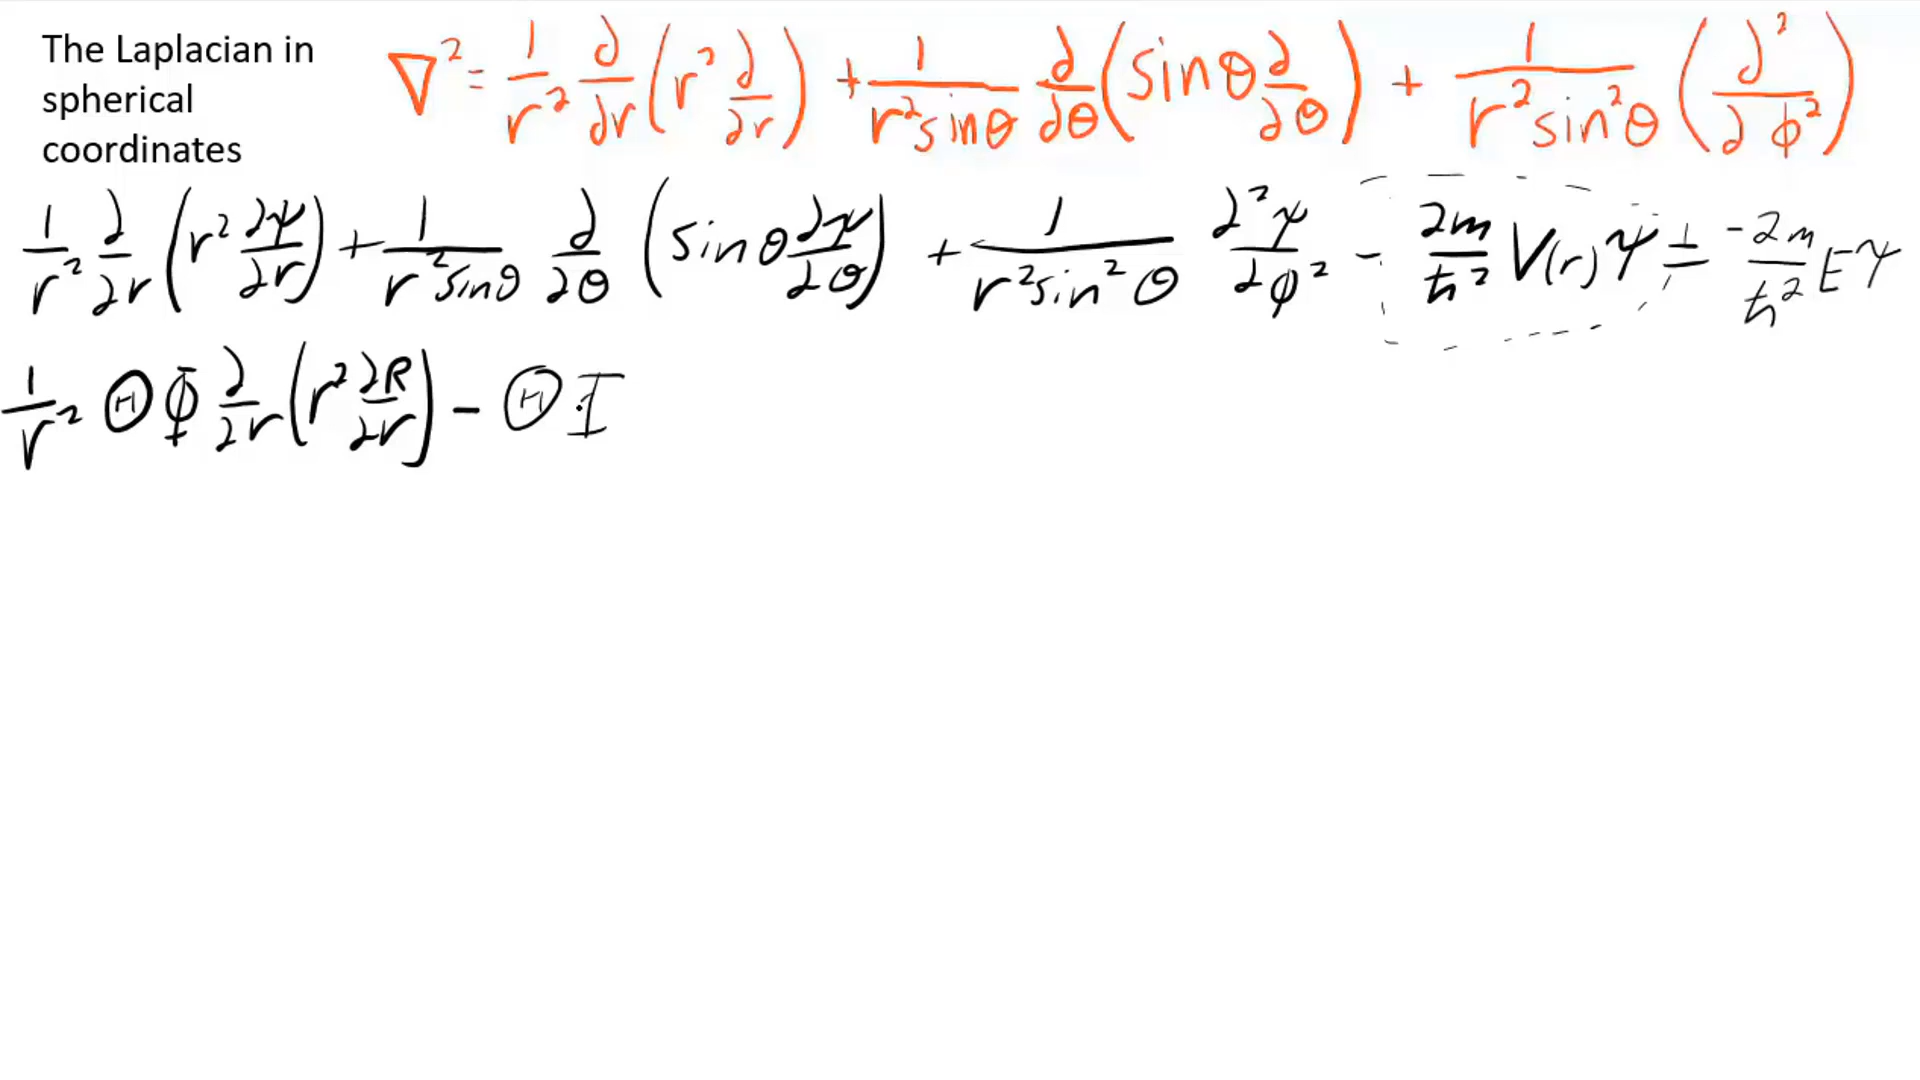 The Laplacian in
spherical
coordinates
∇² = 1/r² ∂/∂r (r² ∂/∂r) + 1/(r² sinθ) ∂/∂θ (sinθ ∂/∂θ) + 1/(r² sin²θ) (∂²/∂ϕ²)
1/r² ∂/∂r (r² ∂ψ/∂r) + 1/(r² sinθ) ∂/∂θ (sinθ ∂ψ/∂θ) + 1/(r² sin²θ) ∂²ψ/∂ϕ² - 2m/ħ² V(r)ψ = -2m/ħ² Eψ
1/r² Θ Φ ∂/∂r (r² ∂R/∂r) - Θ I